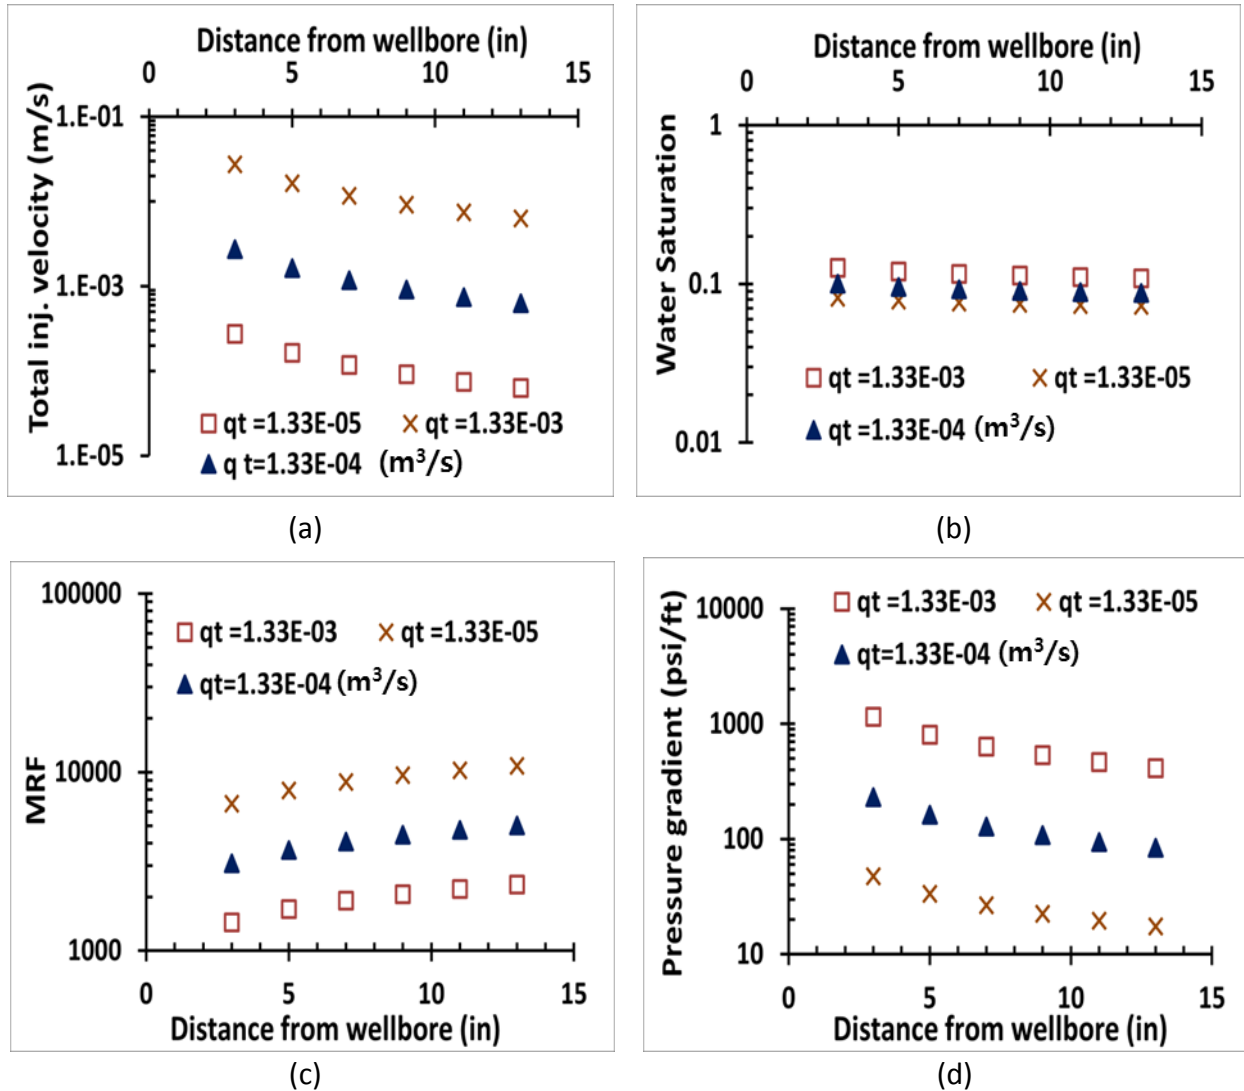 Distance from wellbore (in)
0 5 10 15
Total inj. velocity (m/s)
1.E-01
1.E-03
1.E-05
qt =1.33E-05 qt =1.33E-03
q t=1.33E-04 (m³/s)
(a)
Distance from wellbore (in)
0 5 10 15
Water Saturation
1
0.1
0.01
qt =1.33E-03 qt =1.33E-05
qt =1.33E-04 (m³/s)
(b)
MRF
100000
10000
1000
qt =1.33E-03 qt =1.33E-05
qt=1.33E-04 (m³/s)
0 5 10 15
Distance from wellbore (in)
(c)
Pressure gradient (psi/ft)
10000
1000
100
10
qt =1.33E-03 qt =1.33E-05
qt=1.33E-04 (m³/s)
0 5 10 15
Distance from wellbore (in)
(d)